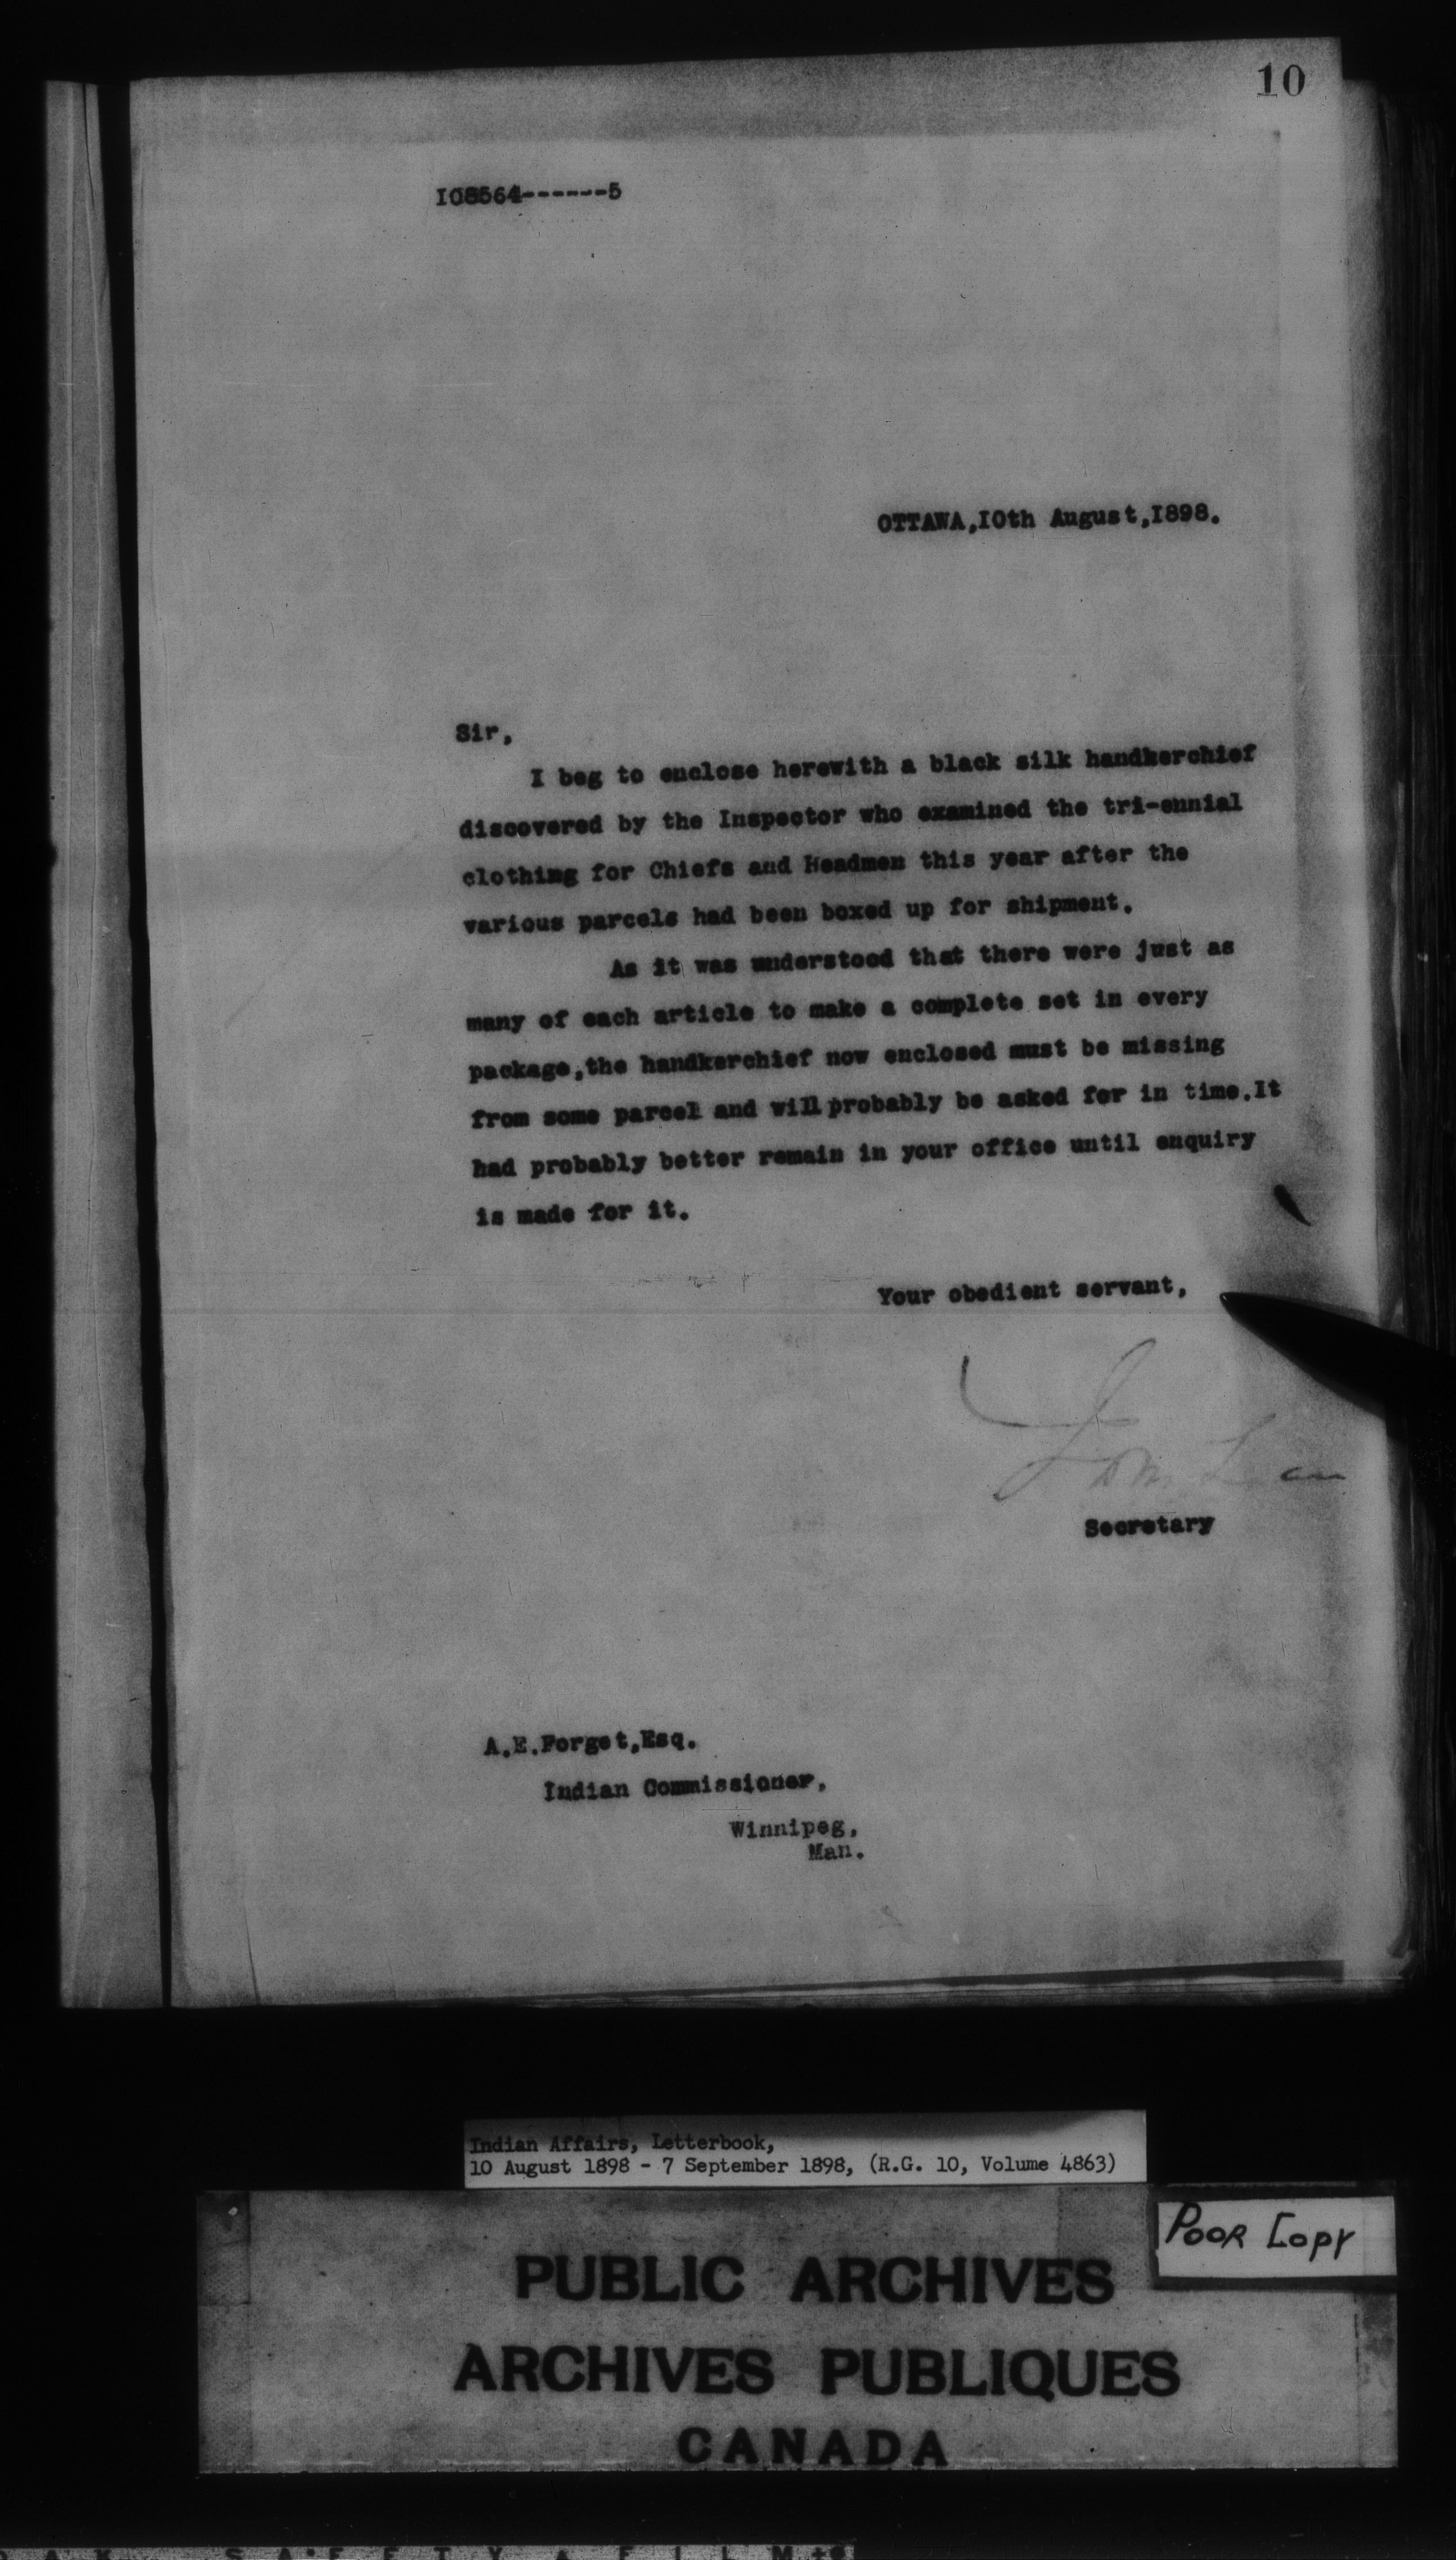 10
I08564------5
OTTAWA,I0th August,I898.
Sir,
I beg to enclose herewith a black silk handkerchief
discovered by the Inspector who examined the tri-ennial
clothing for Chiefs and Headmen this year after the
various parcels had been boxed up for shipment.
As it was understood that there were just as
many of each article to make a complete set in every
package,the handkerchief now enclosed must be missing
from some parcel and will probably be asked for in time.It
had probably better remain in your office until enquiry
is made for it.
Your obedient servant,
Secretary
A.E.Forget,Esq.
Indian Commissioner,
Winnipeg,
Man.
Indian Affairs, Letterbook,
10 August 1898 - 7 September 1898, (R.G. 10, Volume 4863)
POOR COPY
PUBLIC ARCHIVES
ARCHIVES PUBLIQUES
CANADA